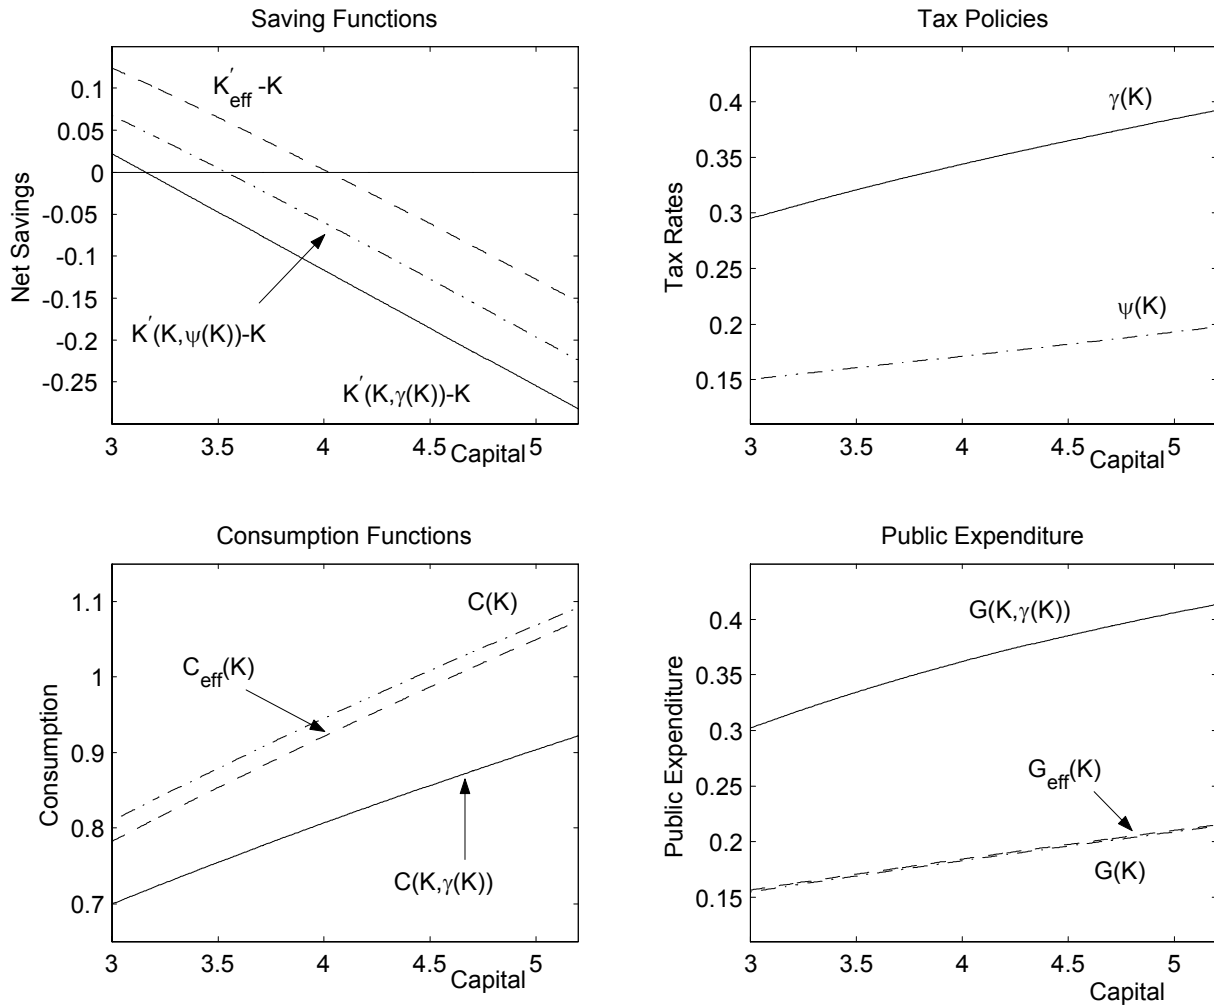 Saving Functions
Tax Policies
0.1
0.05
0
-0.05
-0.1
-0.15
-0.2
-0.25
Net Savings
K′eff -K
K′(K,ψ(K))-K
K′(K,γ(K))-K
3
3.5
4
4.5
Capital
5
0.4
0.35
0.3
0.25
0.2
0.15
Tax Rates
γ(K)
ψ(K)
3
3.5
4
4.5
5
Capital
Consumption Functions
Public Expenditure
1.1
1
0.9
0.8
0.7
Consumption
C(K)
Ceff(K)
C(K,γ(K))
3
3.5
4
4.5
Capital
5
0.4
0.35
0.3
0.25
0.2
0.15
Public Expenditure
G(K,γ(K))
Geff(K)
G(K)
3
3.5
4
4.5
5
Capital